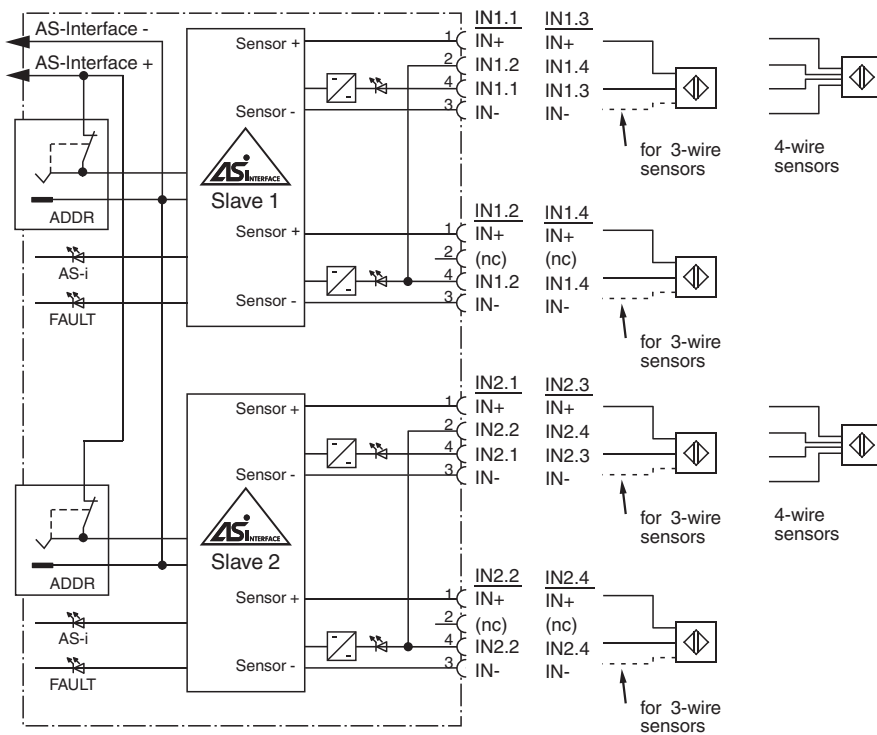 AS-Interface -
AS-Interface +
ADDR
AS-i
FAULT
Sensor +
Sensor -
ASi INTERFACE
Slave 1
Sensor +
Sensor -
IN1.1 IN1.3
1 IN+ IN+
2 IN1.2 IN1.4
4 IN1.1 IN1.3
3 IN- IN-
for 3-wire
sensors
4-wire
sensors
IN1.2 IN1.4
1 IN+ IN+
2 (nc) (nc)
4 IN1.2 IN1.4
3 IN- IN-
for 3-wire
sensors
ADDR
AS-i
FAULT
Sensor +
Sensor -
ASi INTERFACE
Slave 2
Sensor +
Sensor -
IN2.1 IN2.3
1 IN+ IN+
2 IN2.2 IN2.4
4 IN2.1 IN2.3
3 IN- IN-
for 3-wire
sensors
4-wire
sensors
IN2.2 IN2.4
1 IN+ IN+
2 (nc) (nc)
4 IN2.2 IN2.4
3 IN- IN-
for 3-wire
sensors